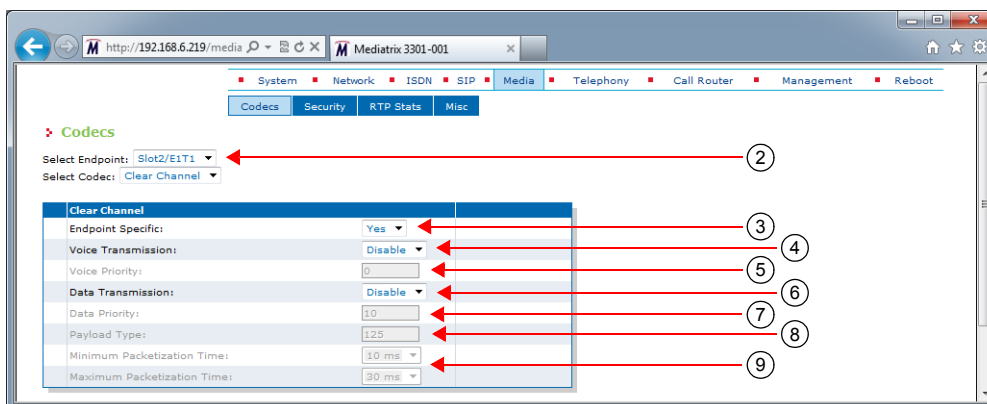 http://192.168.6.219/media
Mediatrix 3301-001
System Network ISDN SIP Media Telephony Call Router Management Reboot
Codecs Security RTP Stats Misc
Codecs
Select Endpoint: Slot2/E1T1
2
Select Codec: Clear Channel
Clear Channel
Endpoint Specific: Yes
3
Voice Transmission: Disable
4
Voice Priority: 0
5
Data Transmission: Disable
6
Data Priority: 10
7
Payload Type: 125
8
Minimum Packetization Time: 10 ms
9
Maximum Packetization Time: 30 ms